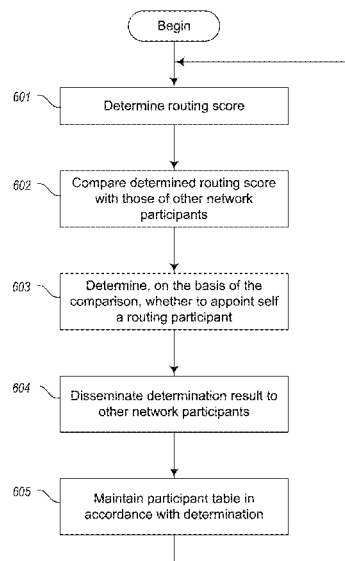 Begin
601
Determine routing score
602
Compare determined routing score
with those of other network
participants
603
Determine, on the basis of the
comparison, whether to appoint self
a routing participant
604
Disseminate determination result to
other network participants
605
Maintain participant table in
accordance with determination